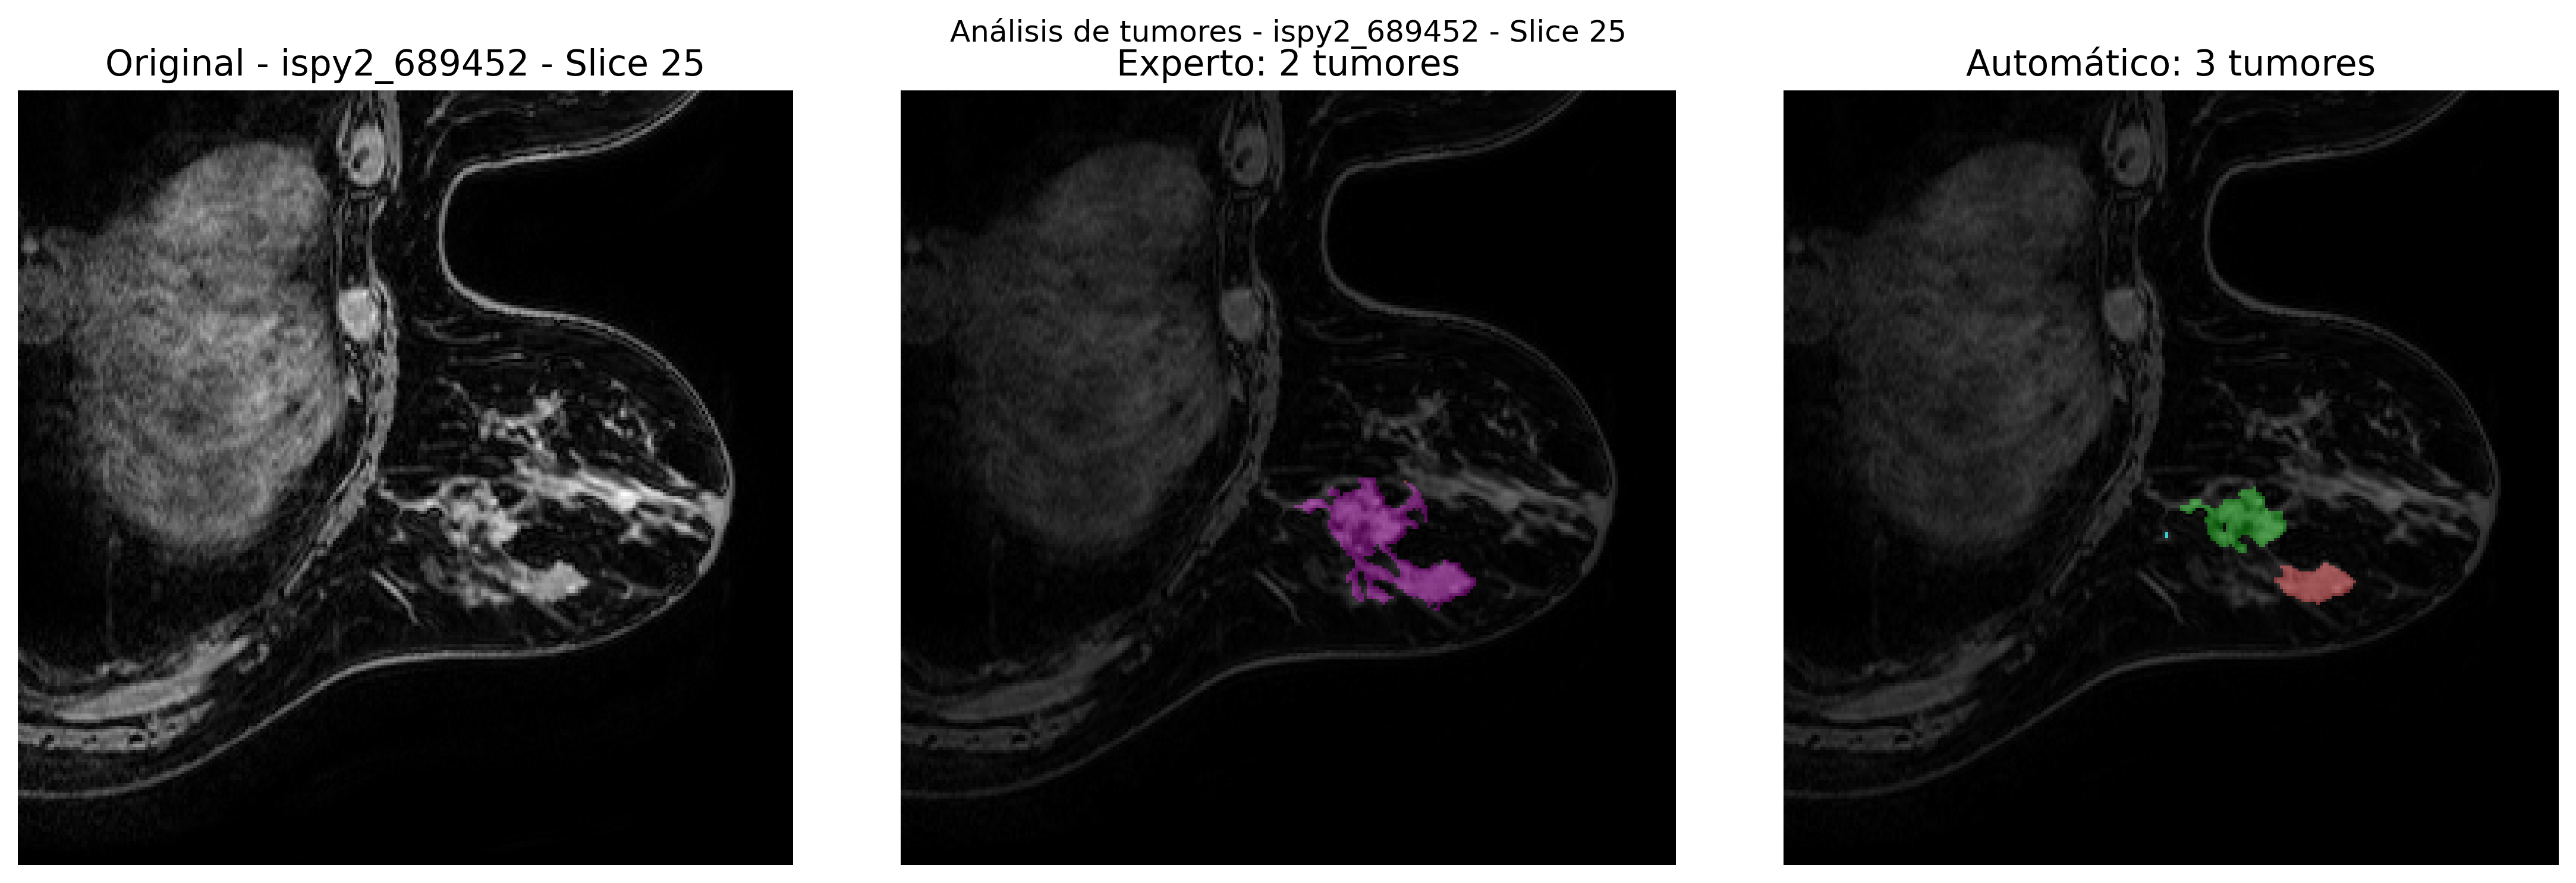 Análisis de tumores - ispy2_689452 - Slice 25
Original - ispy2_689452 - Slice 25
Experto: 2 tumores
Automático: 3 tumores